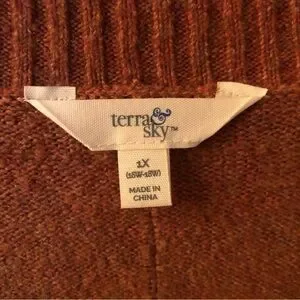 terra &
sky™
1X
(16W-18W)
MADE IN
CHINA